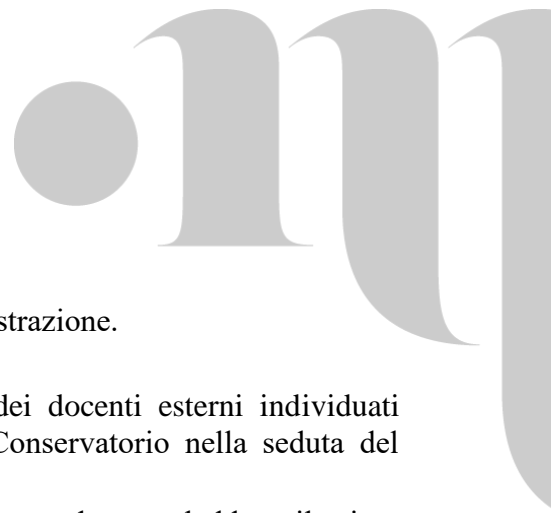 strazione.
dei docenti esterni individuati
Conservatorio nella seduta del